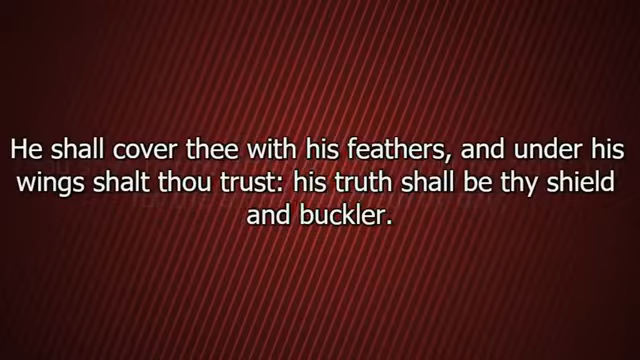 He shall cover thee with his feathers, and under his
wings shalt thou trust: his truth shall be thy shield
and buckler.